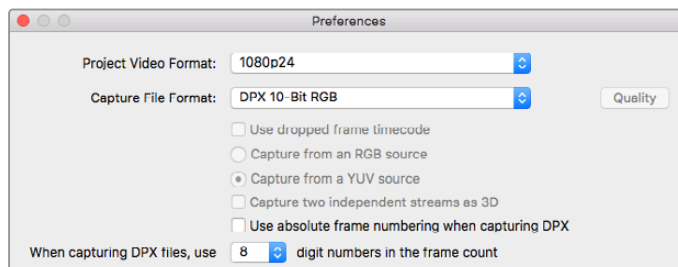 Preferences
Project Video Format: 1080p24
Capture File Format: DPX 10-Bit RGB Quality
Use dropped frame timecode
Capture from an RGB source
Capture from a YUV source
Capture two independent streams as 3D
Use absolute frame numbering when capturing DPX
When capturing DPX files, use 8 digit numbers in the frame count